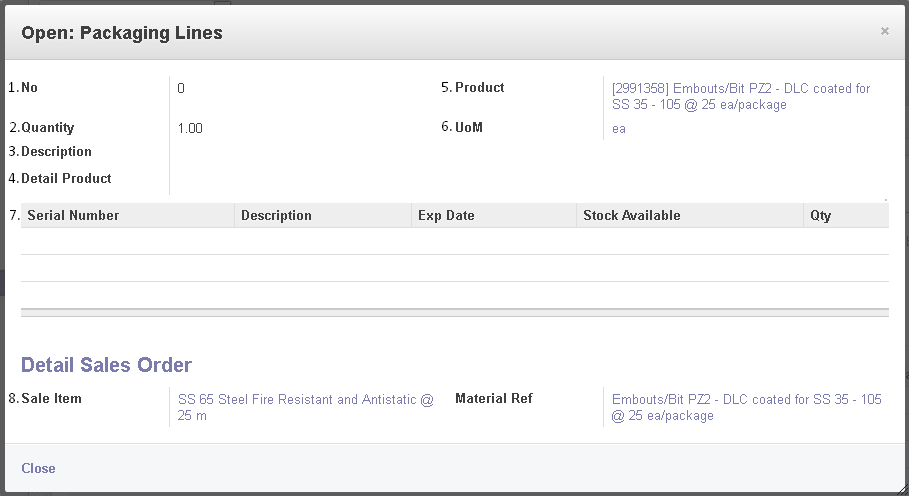 Open: Packaging Lines ×
1. No 0 5. Product [2991358] Embouts/Bit PZ2 - DLC coated for
SS 35 - 105 @ 25 ea/package
2. Quantity 1.00 6. UoM ea
3. Description
4. Detail Product
7. Serial Number Description Exp Date Stock Available Qty
Detail Sales Order
8. Sale Item SS 65 Steel Fire Resistant and Antistatic @ Material Ref Embouts/Bit PZ2 - DLC coated for SS 35 - 105
25 m @ 25 ea/package
Close